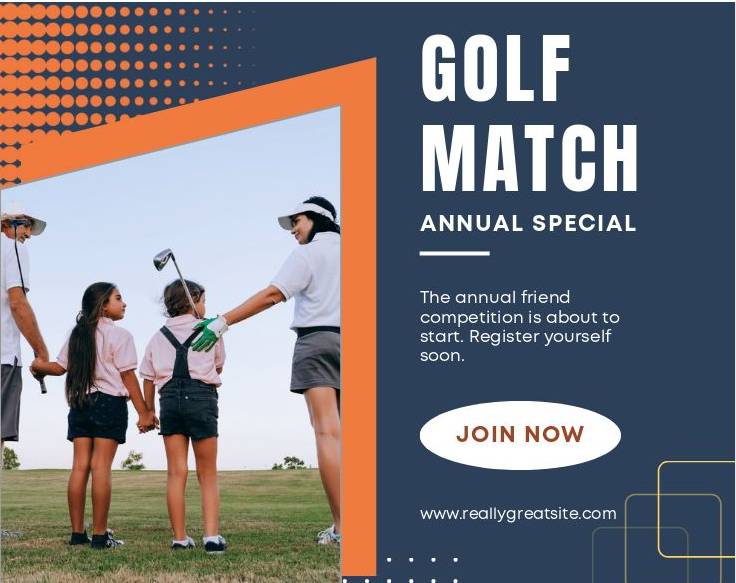 GOLF
MATCH
ANNUAL SPECIAL
The annual friend
competition is about to
start. Register yourself
soon.
JOIN NOW
www.reallygreatsite.com